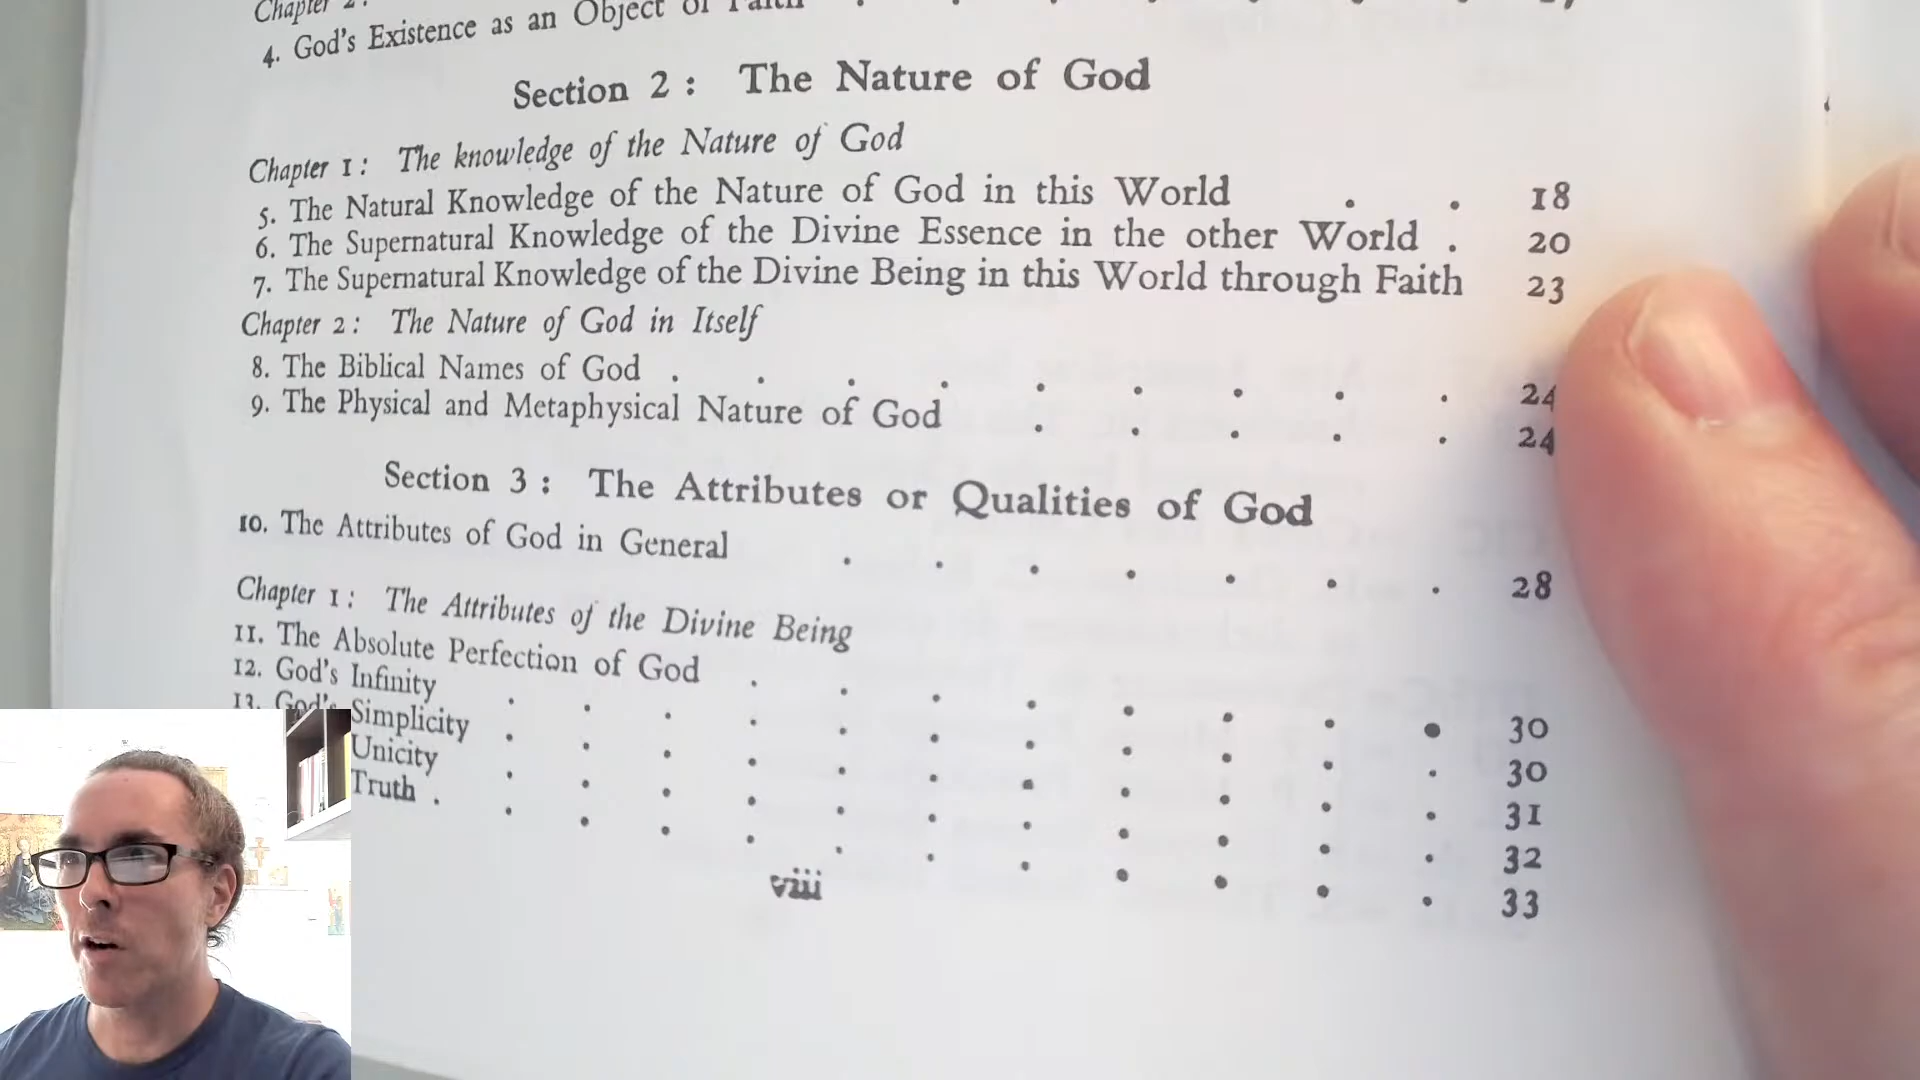 Chapter 2:
4. God's Existence as an Object of Faith
Section 2 : The Nature of God
Chapter 1 : The knowledge of the Nature of God
5. The Natural Knowledge of the Nature of God in this World . . 18
6. The Supernatural Knowledge of the Divine Essence in the other World . 20
7. The Supernatural Knowledge of the Divine Being in this World through Faith 23
Chapter 2 : The Nature of God in Itself
8. The Biblical Names of God . . . . . . . . . 24
9. The Physical and Metaphysical Nature of God . . . . . 24
Section 3 : The Attributes or Qualities of God
10. The Attributes of God in General . . . . . . . 28
Chapter 1 : The Attributes of the Divine Being
11. The Absolute Perfection of God . . . . . . . . 30
12. God's Infinity . . . . . . . . . . . 30
13. God's Simplicity . . . . . . . . . . . 31
Unicity . . . . . . . . . . . 32
Truth . . . . . . . . . . . . 33
viii